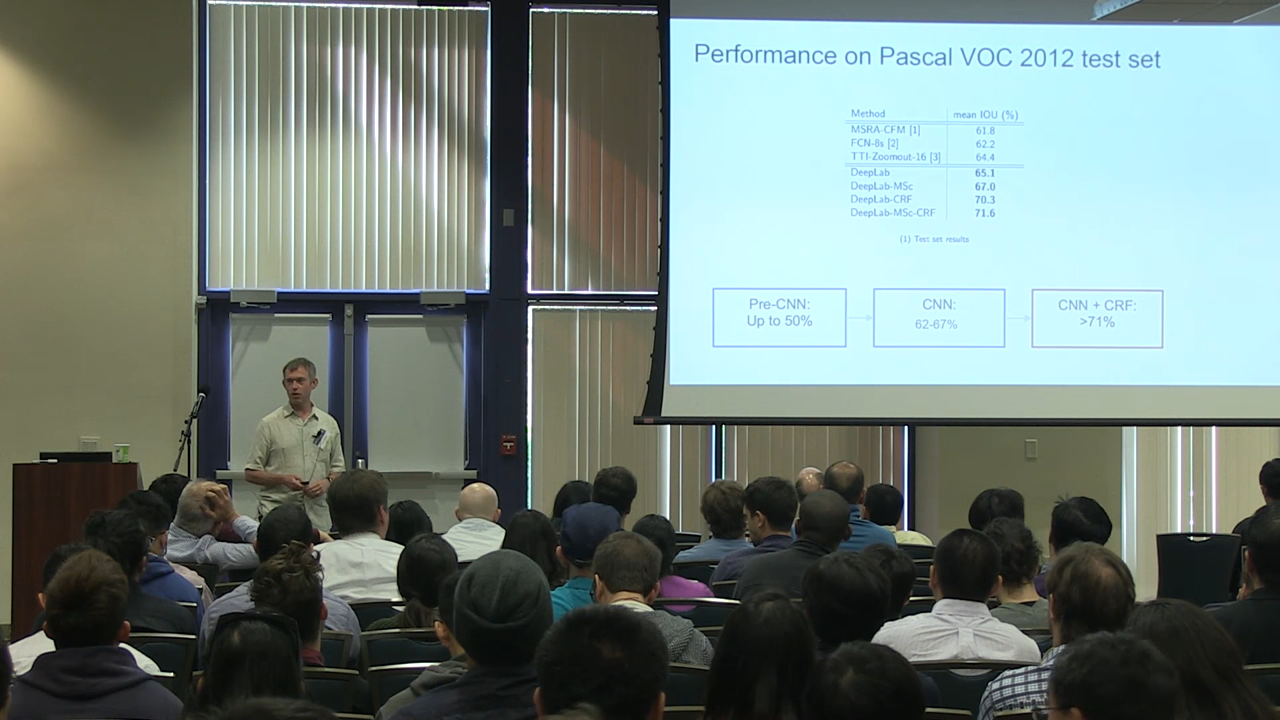 Performance on Pascal VOC 2012 test set
Method mean IOU (%)
MSRA-CFM [1] 61.8
FCN-8s [2] 62.2
TTI-Zoomout-16 [3] 64.4
DeepLab 65.1
DeepLab-MSc 67.0
DeepLab-CRF 70.3
DeepLab-MSc-CRF 71.6
(1) Test set results
Pre-CNN:
Up to 50%
CNN:
62-67%
CNN + CRF:
>71%